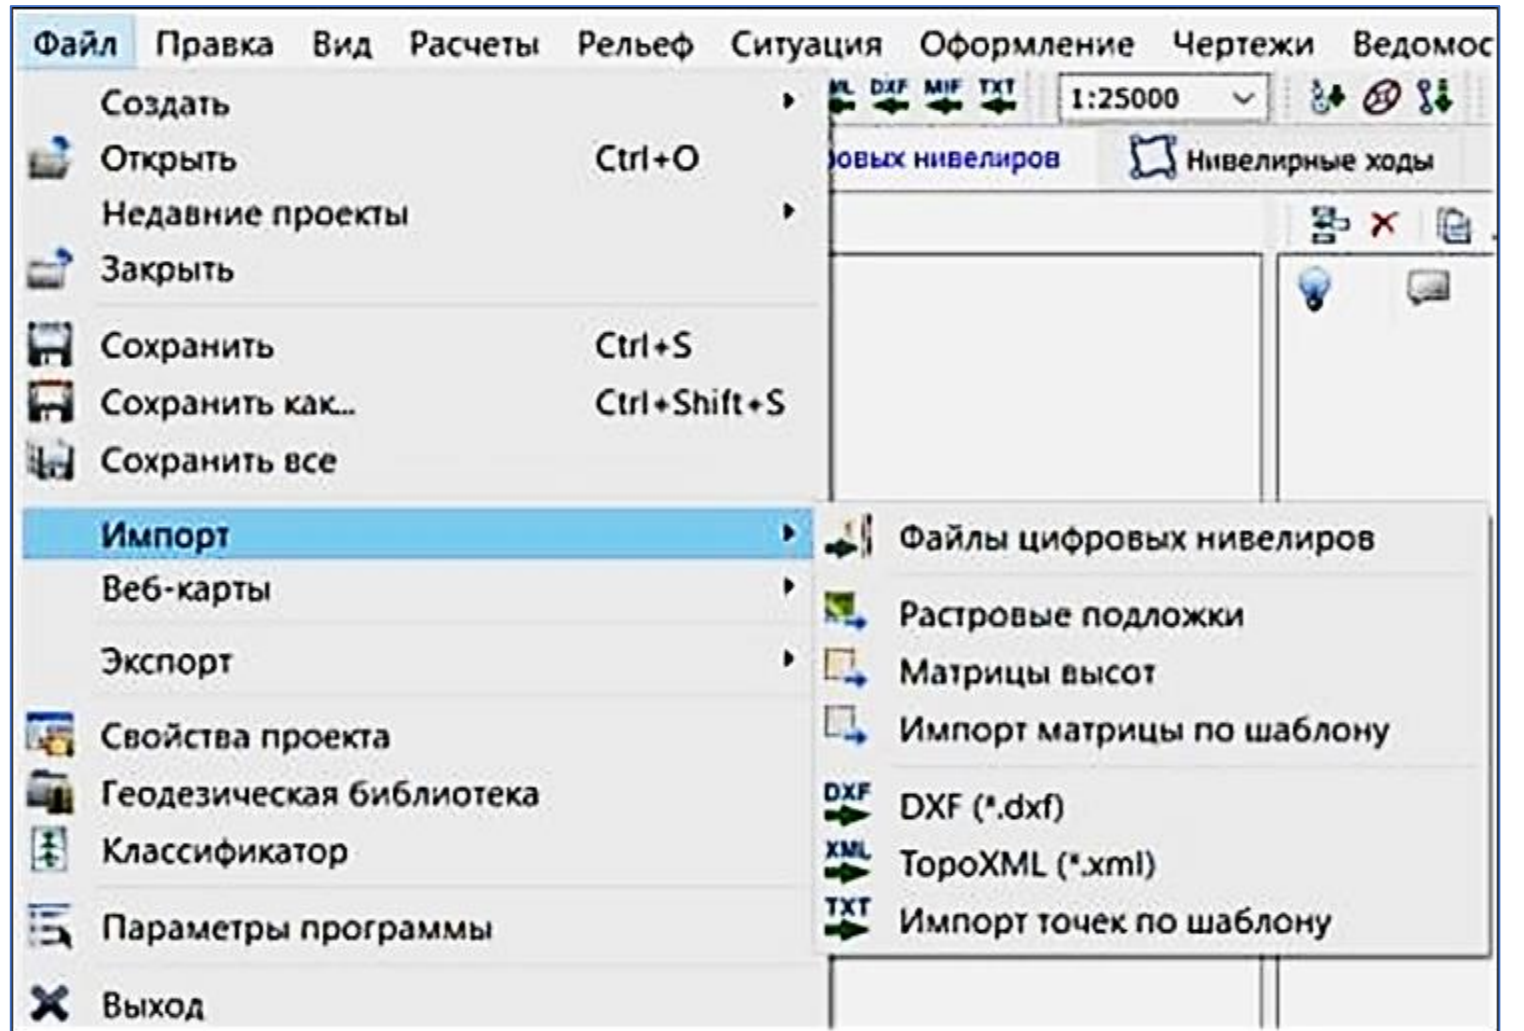 Файл Правка Вид Расчеты Рельеф Ситуация Оформление Чертежи Ведомос
Создать
DXF MIF TXT 1:25000
Открыть Ctrl+O
овых нивелиров Нивелирные ходы
Недавние проекты
Закрыть
Сохранить Ctrl+S
Сохранить как... Ctrl+Shift+S
Сохранить все
Импорт
Веб-карты
Экспорт
Свойства проекта
Геодезическая библиотека
Классификатор
Параметры программы
Выход
Файлы цифровых нивелиров
Растровые подложки
Матрицы высот
Импорт матрицы по шаблону
DXF DXF (*.dxf)
XML TopoXML (*.xml)
TXT Импорт точек по шаблону